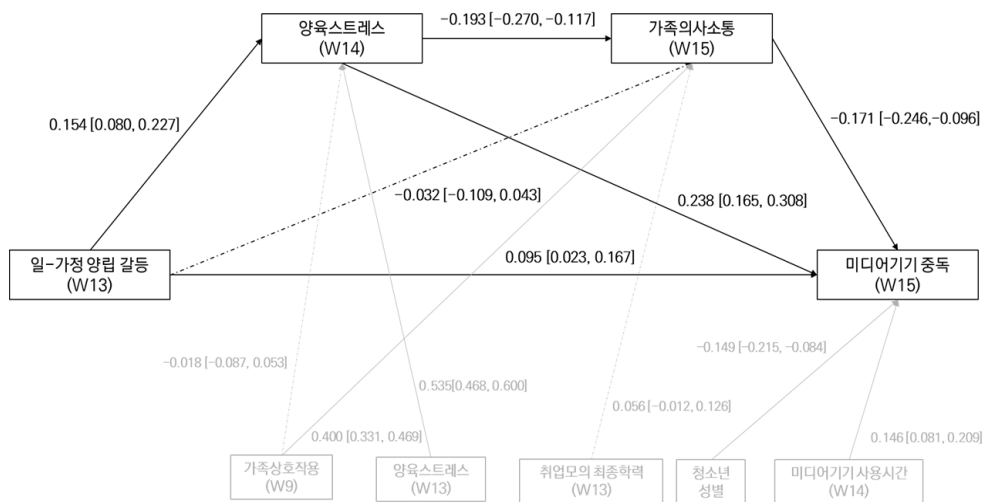 양육스트레스
(W14)
-0.193 [-0.270, -0.117]
가족의사소통
(W15)
0.154 [0.080, 0.227]
-0.171 [-0.246,-0.096]
-0.032 [-0.109, 0.043]
0.238 [0.165, 0.308]
일-가정 양립 갈등
(W13)
0.095 [0.023, 0.167]
미디어기기 중독
(W15)
-0.018 [-0.087, 0.053]
-0.149 [-0.215, -0.084]
0.535[0.468, 0.600]
0.056 [-0.012, 0.126]
0.400 [0.331, 0.469]
0.146 [0.081, 0.209]
가족상호작용
(W9)
양육스트레스
(W13)
취업모의 최종학력
(W13)
청소년
성별
미디어기기 사용시간
(W14)